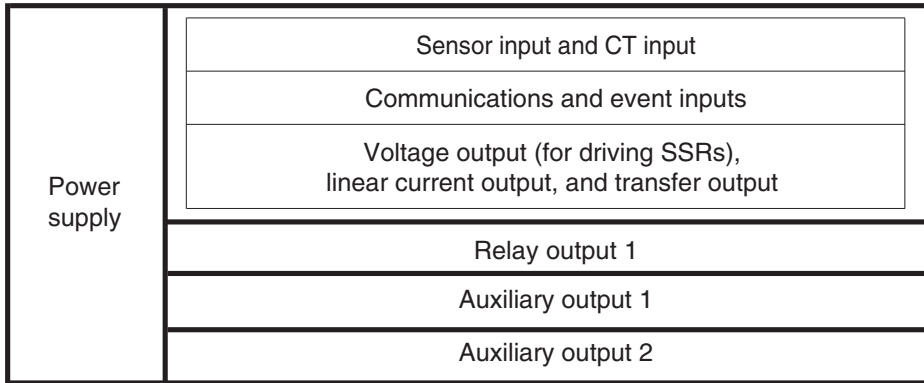 Power
supply
Sensor input and CT input
Communications and event inputs
Voltage output (for driving SSRs),
linear current output, and transfer output
Relay output 1
Auxiliary output 1
Auxiliary output 2